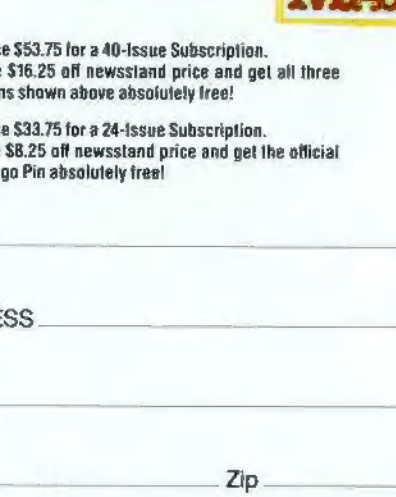 e $53.75 for a 40-Issue Subscription.
$16.25 off newsstand price and get all three
ns shown above absolutely free!
e $33.75 for a 24-Issue Subscription.
$8.25 off newsstand price and get the official
go Pin absolutely free!
ESS
Zip